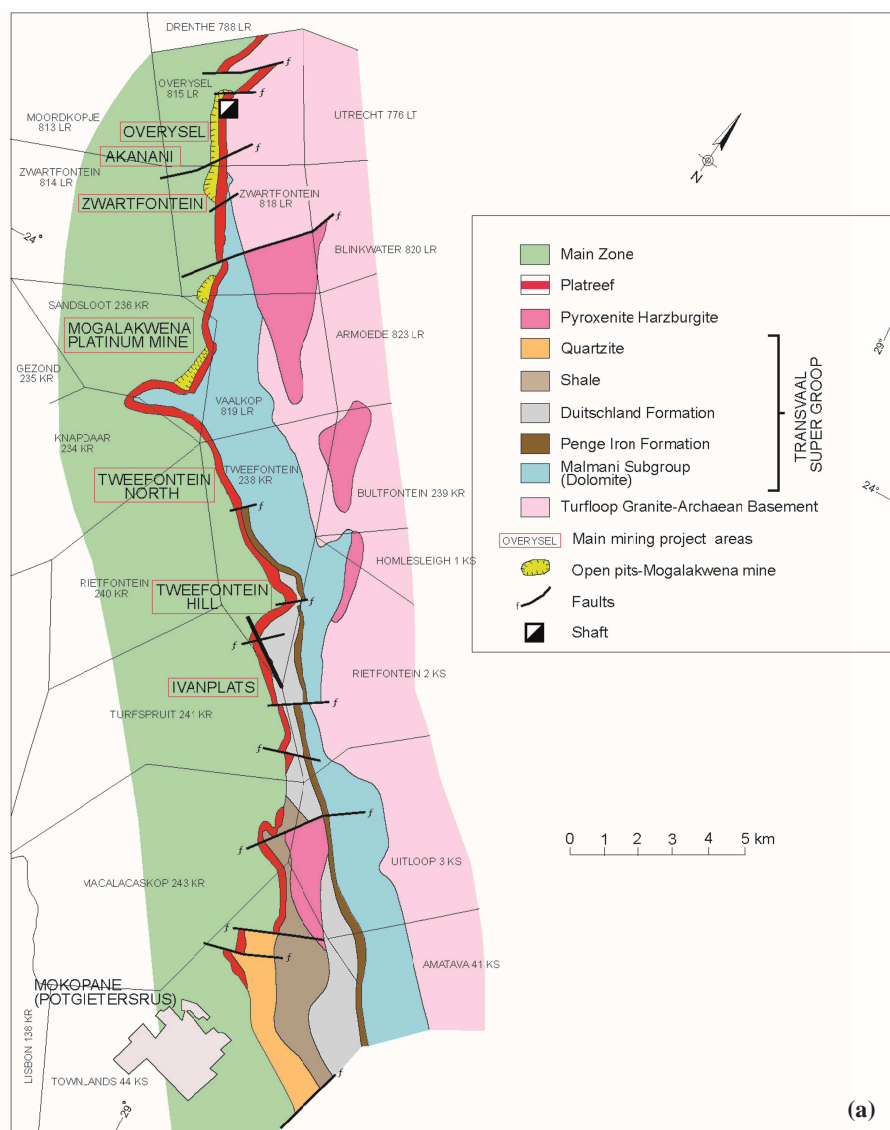 DRENTHE 788 LR
f
OVERYSEL
815 LR
f
MOORDKOPJE
813 LR
UTRECHT 776 LT
OVERYSEL
f
AKANANI
ZWARTFONTEIN
814 LR
ZWARTFONTEIN
ZWARTFONTEIN
818 LR
f
N
24°
BLINKWATER 820 LR
SANDSLOOT 236 KR
MOGALAKWENA
PLATINUM MINE
ARMOEDE 823 LR
GEZOND
235 KR
VAALKOP
819 LR
KNAPDAAR
234 KR
TWEEFONTEIN
238 KR
TWEEFONTEIN
NORTH
BULTFONTEIN 239 KR
f
HOMLESLEIGH 1 KS
RIETFONTEIN
240 KR
TWEEFONTEIN
HILL
f
f
RIETFONTEIN 2 KS
IVANPLATS
f
TURFSPRUIT 241 KR
f
f
f
UITLOOP 3 KS
MACALACASKOP 243 KR
f
f
AMATAVA 41 KS
MOKOPANE
(POTGIETERSRUS)
LISBON 138 KR
TOWNLANDS 44 KS
f
29°
Main Zone
Platreef
Pyroxenite Harzburgite
Quartzite
Shale
Duitschland Formation
Penge Iron Formation
Malmani Subgroup
(Dolomite)
TRANSVAAL
SUPER GROOP
Turfloop Granite-Archaean Basement
OVERYSEL Main mining project areas
Open pits-Mogalakwena mine
f Faults
Shaft
29°
24°
0 1 2 3 4 5 km
(a)